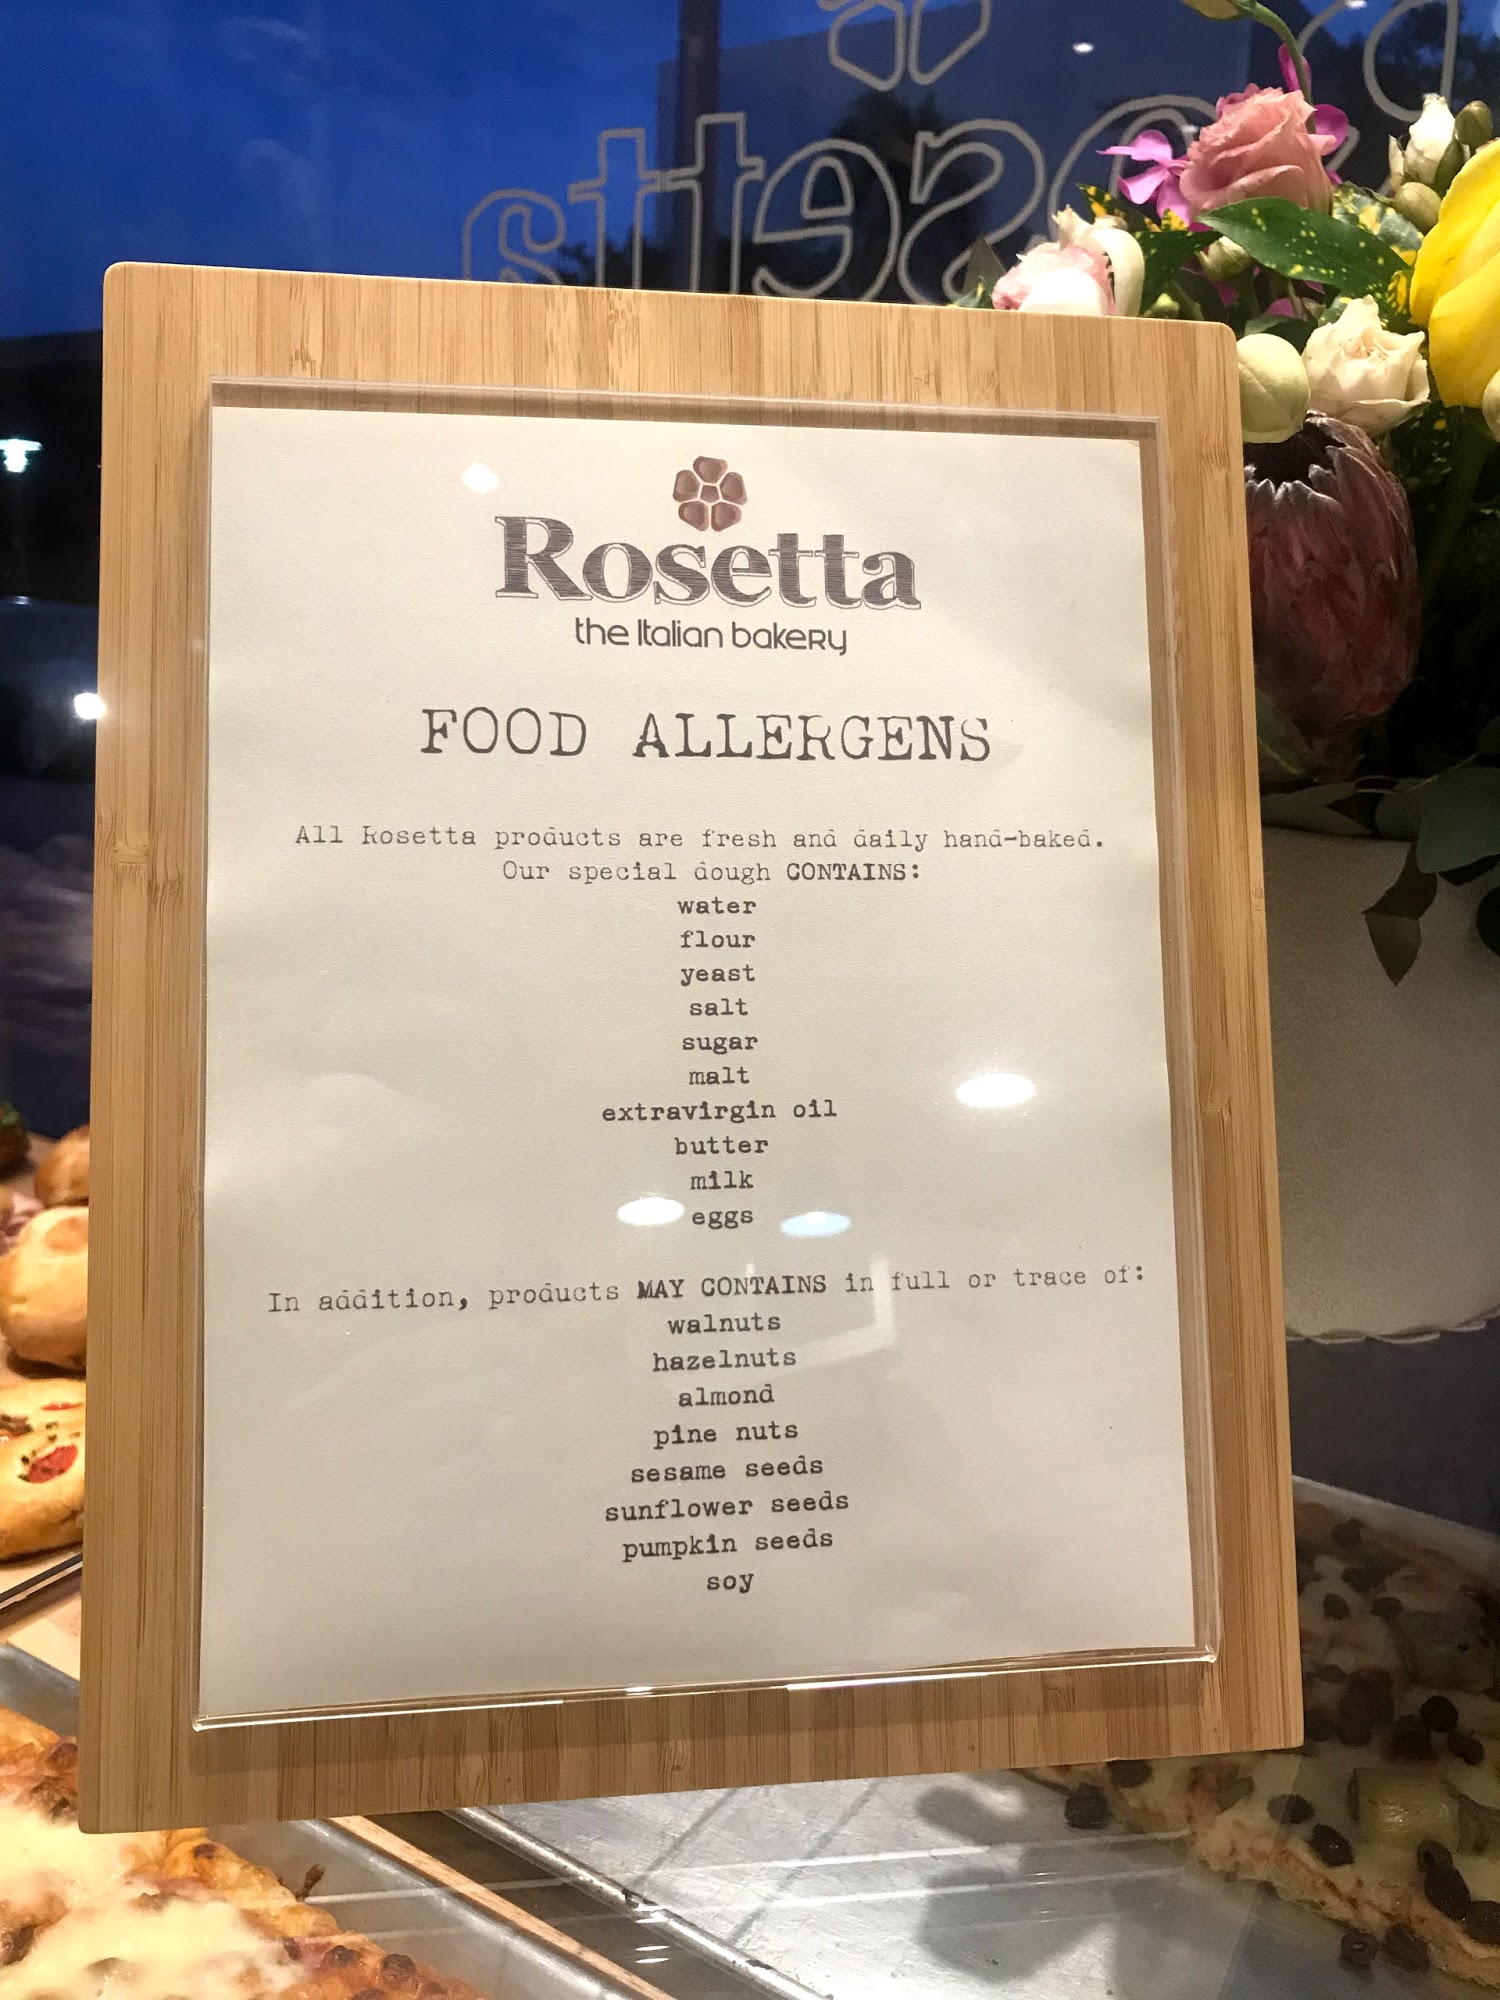 Rosetta
Rosetta
the Italian bakery
FOOD ALLERGENS
All Rosetta products are fresh and daily hand-baked.
Our special dough CONTAINS:
water
flour
yeast
salt
sugar
malt
extravirgin oil
butter
milk
eggs
In addition, products MAY CONTAINS in full or trace of:
walnuts
hazelnuts
almond
pine nuts
sesame seeds
sunflower seeds
pumpkin seeds
soy